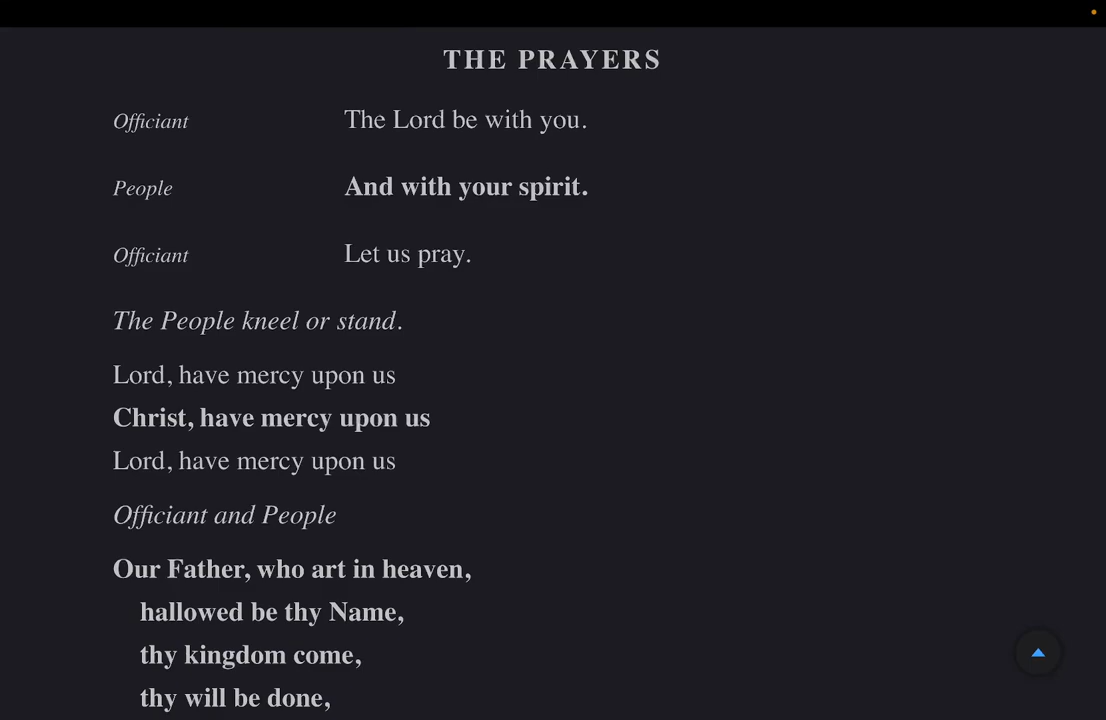 THE PRAYERS
Officiant The Lord be with you.
People And with your spirit.
Officiant Let us pray.
The People kneel or stand.
Lord, have mercy upon us
Christ, have mercy upon us
Lord, have mercy upon us
Officiant and People
Our Father, who art in heaven,
hallowed be thy Name,
thy kingdom come,
thy will be done,